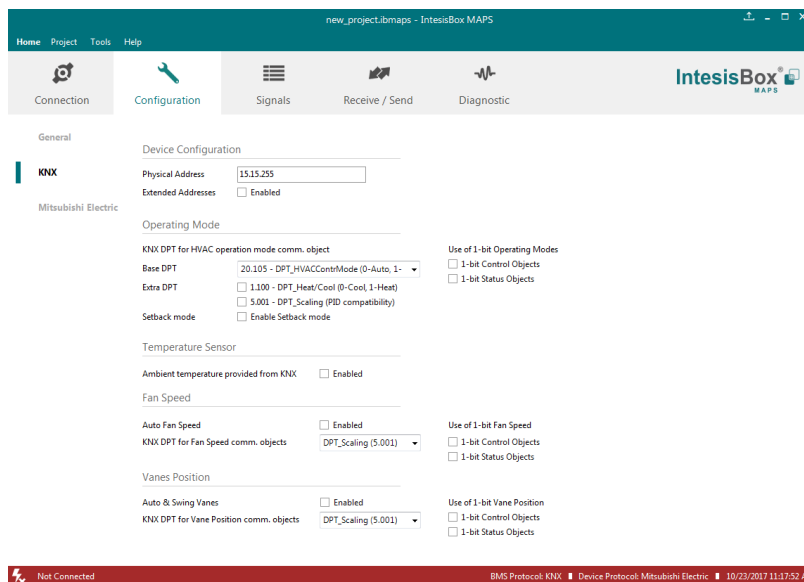 new_project.ibmaps - IntesisBox MAPS
Home Project Tools Help
Connection Configuration Signals Receive / Send Diagnostic
IntesisBox®
MAPS
General
KNX
Mitsubishi Electric
Device Configuration
Physical Address 15.15.255
Extended Addresses Enabled
Operating Mode
KNX DPT for HVAC operation mode comm. object Use of 1-bit Operating Modes
Base DPT 20.105 - DPT_HVACContrMode (0-Auto, 1- 1-bit Control Objects
Extra DPT 1.100 - DPT_Heat/Cool (0-Cool, 1-Heat) 1-bit Status Objects
5.001 - DPT_Scaling (PID compatibility)
Setback mode Enable Setback mode
Temperature Sensor
Ambient temperature provided from KNX Enabled
Fan Speed
Auto Fan Speed Enabled Use of 1-bit Fan Speed
KNX DPT for Fan Speed comm. objects DPT_Scaling (5.001) 1-bit Control Objects
1-bit Status Objects
Vanes Position
Auto & Swing Vanes Enabled Use of 1-bit Vane Position
KNX DPT for Vane Position comm. objects DPT_Scaling (5.001) 1-bit Control Objects
1-bit Status Objects
Not Connected BMS Protocol: KNX Device Protocol: Mitsubishi Electric 10/23/2017 11:17:52